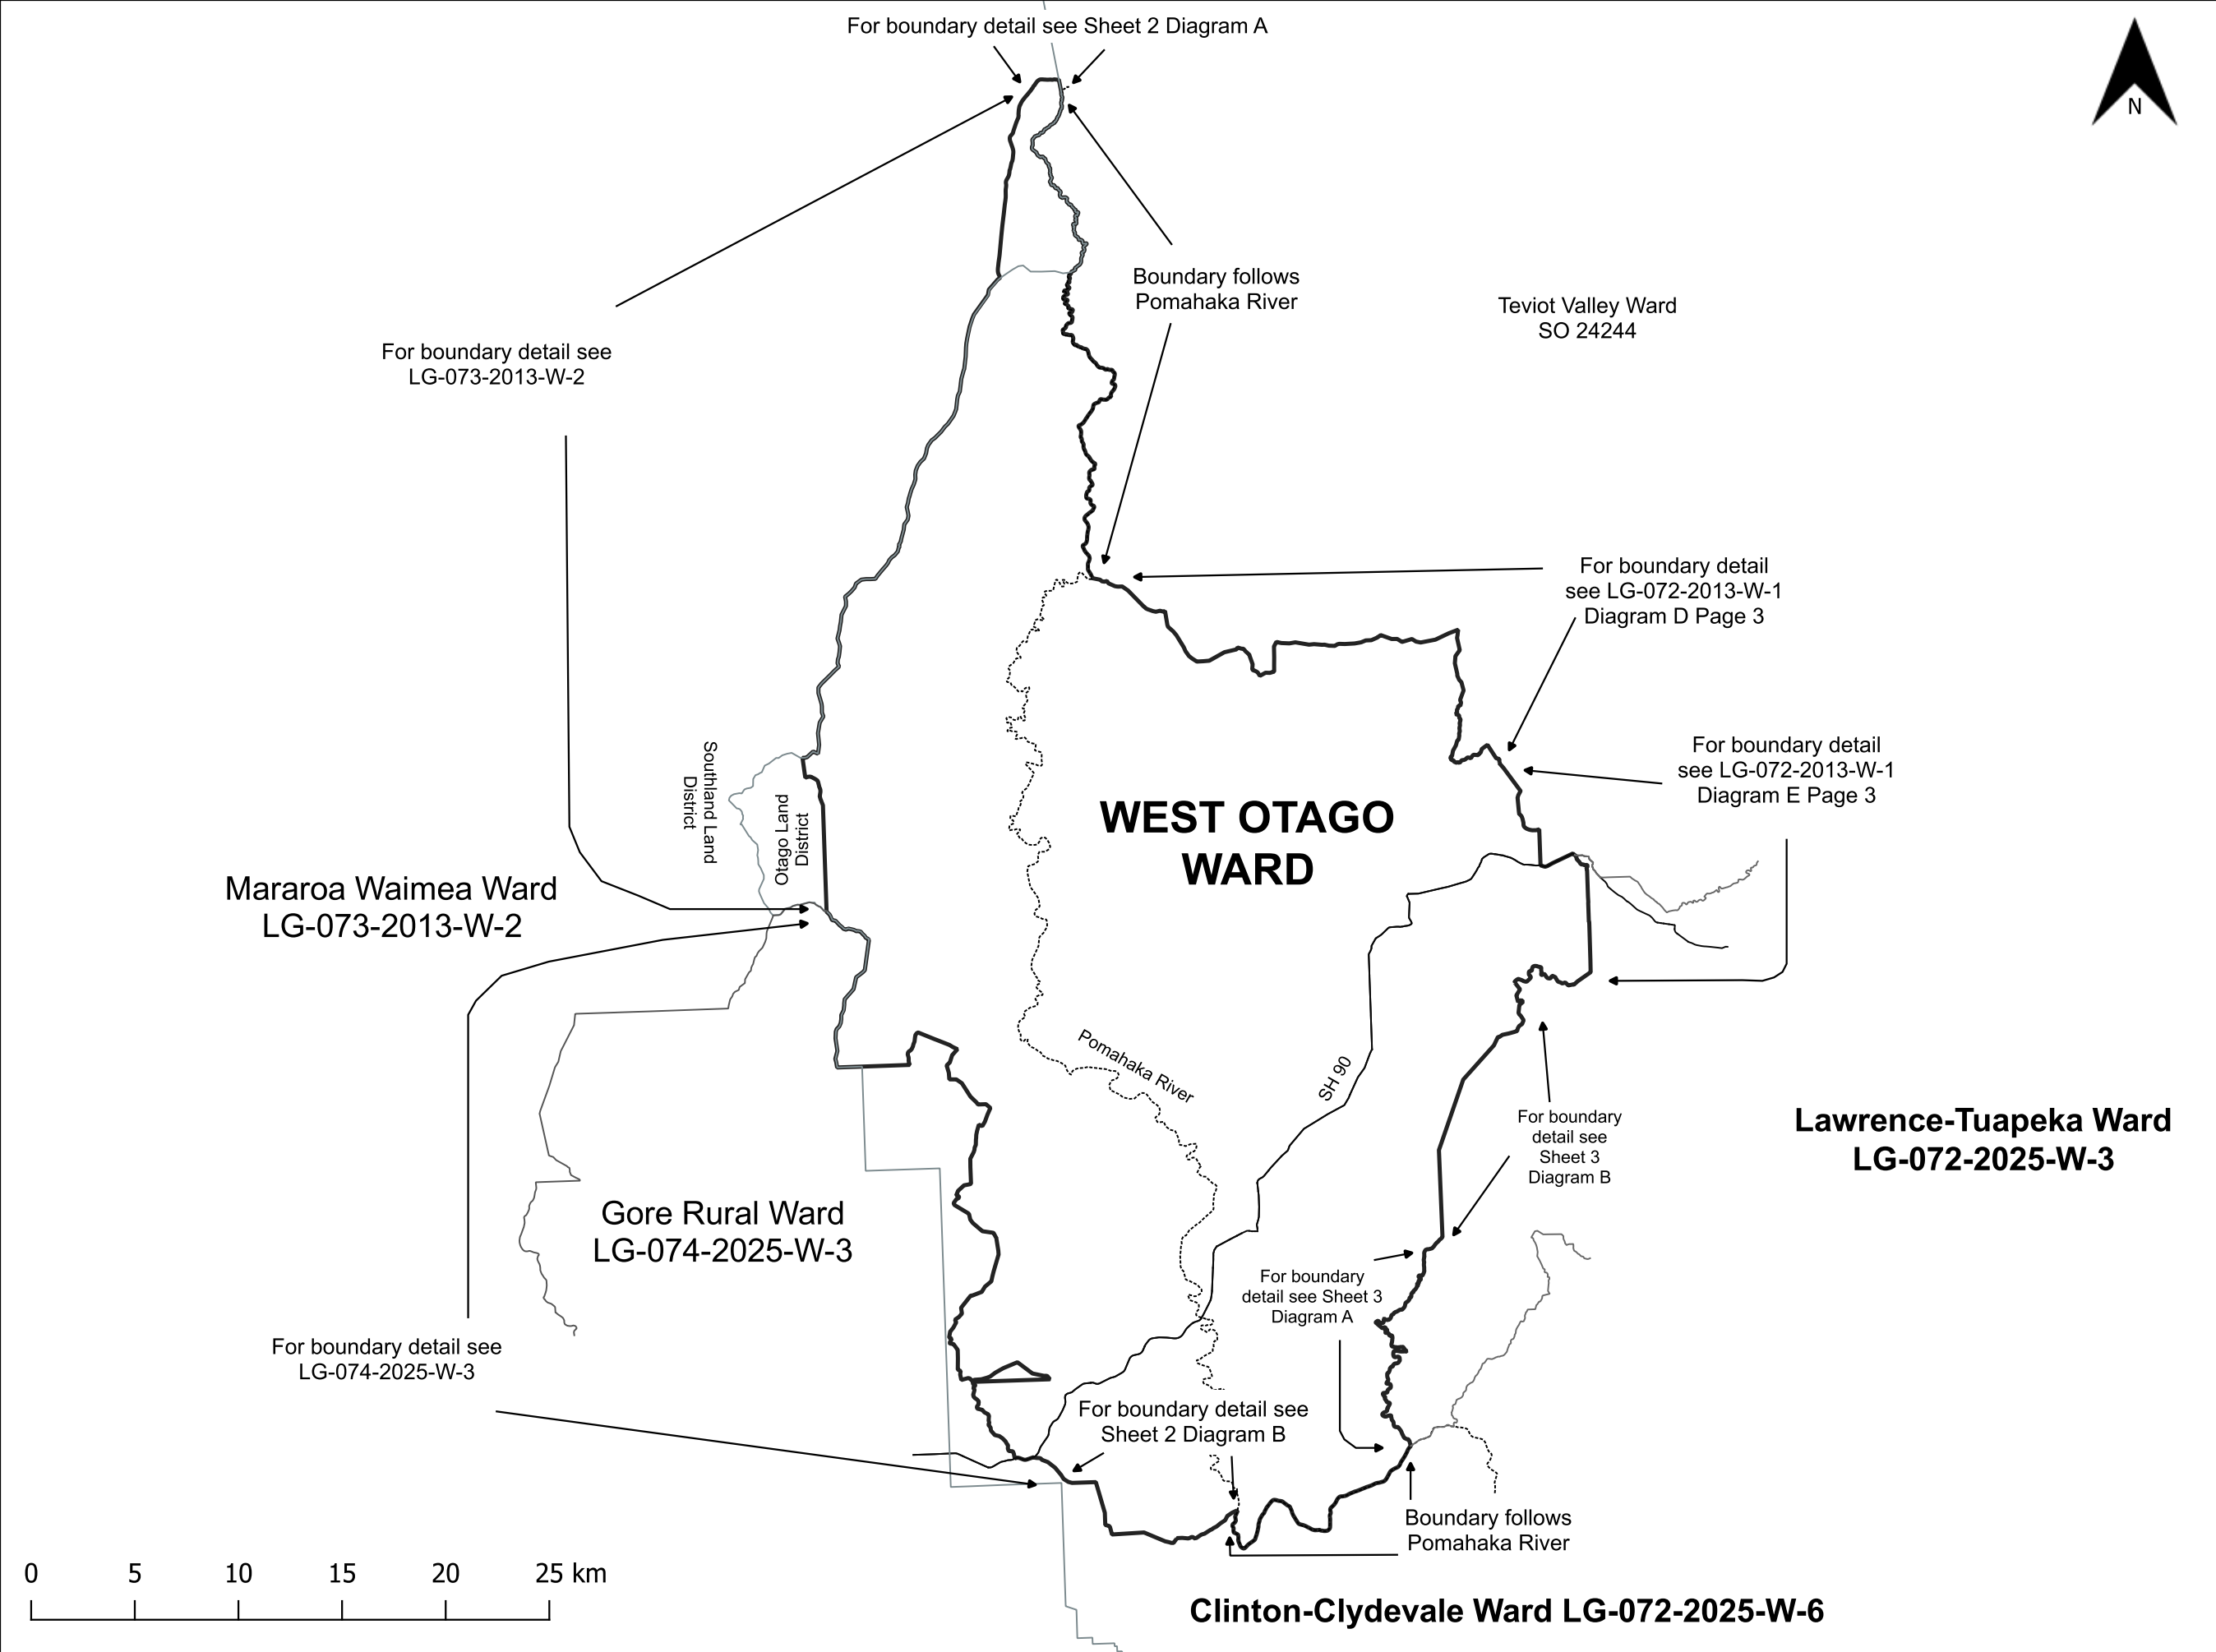 For boundary detail see Sheet 2 Diagram A
N
Boundary follows
Pomahaka River
Teviot Valley Ward
SO 24244
For boundary detail see
LG-073-2013-W-2
For boundary detail
see LG-072-2013-W-1
Diagram D Page 3
For boundary detail
see LG-072-2013-W-1
Diagram E Page 3
Southland Land
District
Otago Land
District
WEST OTAGO
WARD
Mararoa Waimea Ward
LG-073-2013-W-2
Pomahaka River
SH 90
For boundary
detail see
Sheet 3
Diagram B
Lawrence-Tuapeka Ward
LG-072-2025-W-3
Gore Rural Ward
LG-074-2025-W-3
For boundary
detail see Sheet 3
Diagram A
For boundary detail see
LG-074-2025-W-3
For boundary detail see
Sheet 2 Diagram B
Boundary follows
Pomahaka River
0 5 10 15 20 25 km
Clinton-Clydevale Ward LG-072-2025-W-6